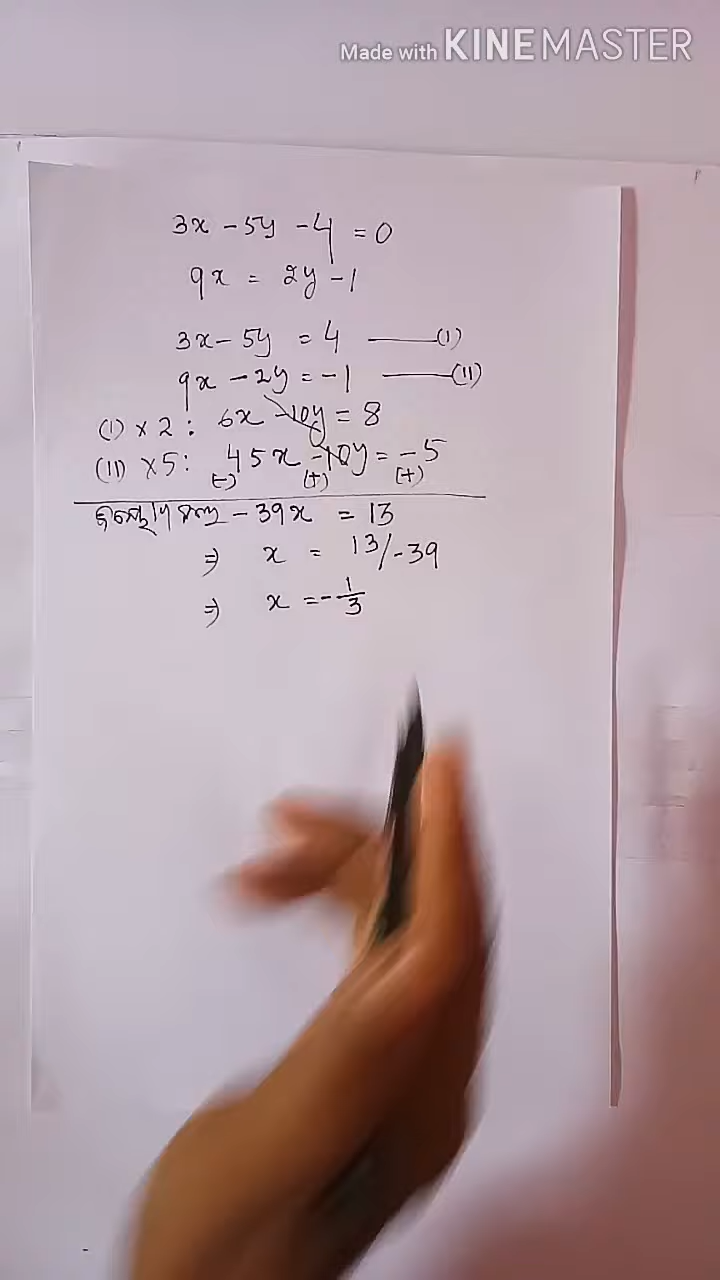 Made with KINEMASTER
3x - 5y - 4 = 0
9x = 2y - 1
3x - 5y = 4 ——— (I)
9x - 2y = -1 ——— (II)
(I) × 2 : 6x - 10y = 8
(II) × 5 : 45x - 10y = -5
(-) (+) (+)
-39x = 13
⇒ x = 13/-39
⇒ x = -1/3